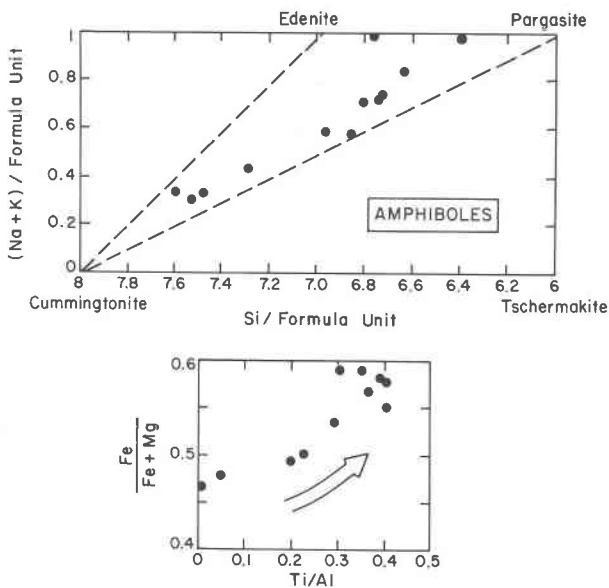 Edenite Pargasite
(Na+K)/Formula Unit
0.8
0.6
0.4
0.2
0
AMPHIBOLES
8 7.8 7.6 7.4 7.2 7.0 6.8 6.6 6.4 6.2 6
Cummingtonite Tschermakite
Si/Formula Unit
Fe
Fe+Mg
0.6
0.5
0.4
0 0.1 0.2 0.3 0.4 0.5
Ti/Al